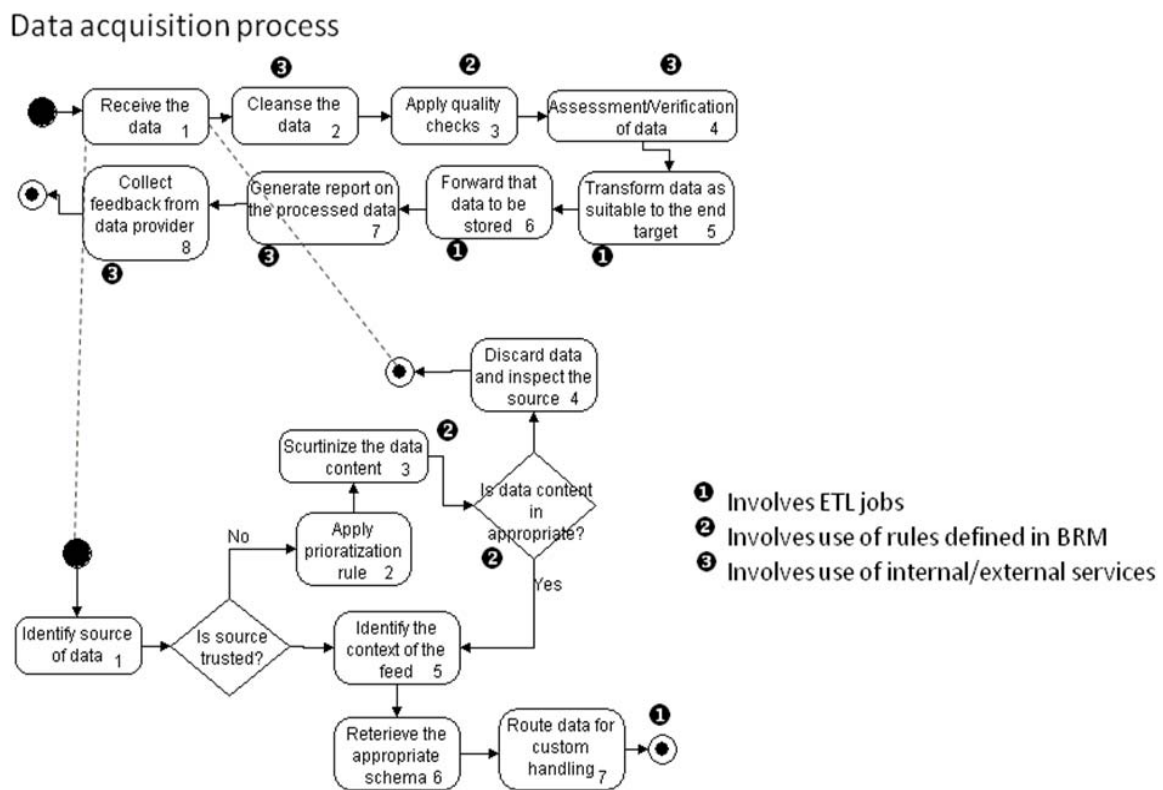 Data acquisition process
❸
❷
❸
Receive the
data 1
Cleanse the
data 2
Apply quality
checks 3
Assessment/Verification
of data 4
Collect
feedback from
data provider
8
Generate report on
the processed data
7
Forward that
data to be
stored 6
Transform data as
suitable to the end
target 5
❸
❸
❶
❶
Discard data
and inspect the
source 4
❷
Scurtinize the data
content 3
Is data content
in
appropriate?
❷
No
Apply
prioratization
rule 2
Yes
Identify source
of data 1
Is source
trusted?
Identify the
context of the
feed 5
Reterieve the
appropriate
schema 6
Route data for
custom
handling 7
❶
❶ Involves ETL jobs
❷ Involves use of rules defined in BRM
❸ Involves use of internal/external services